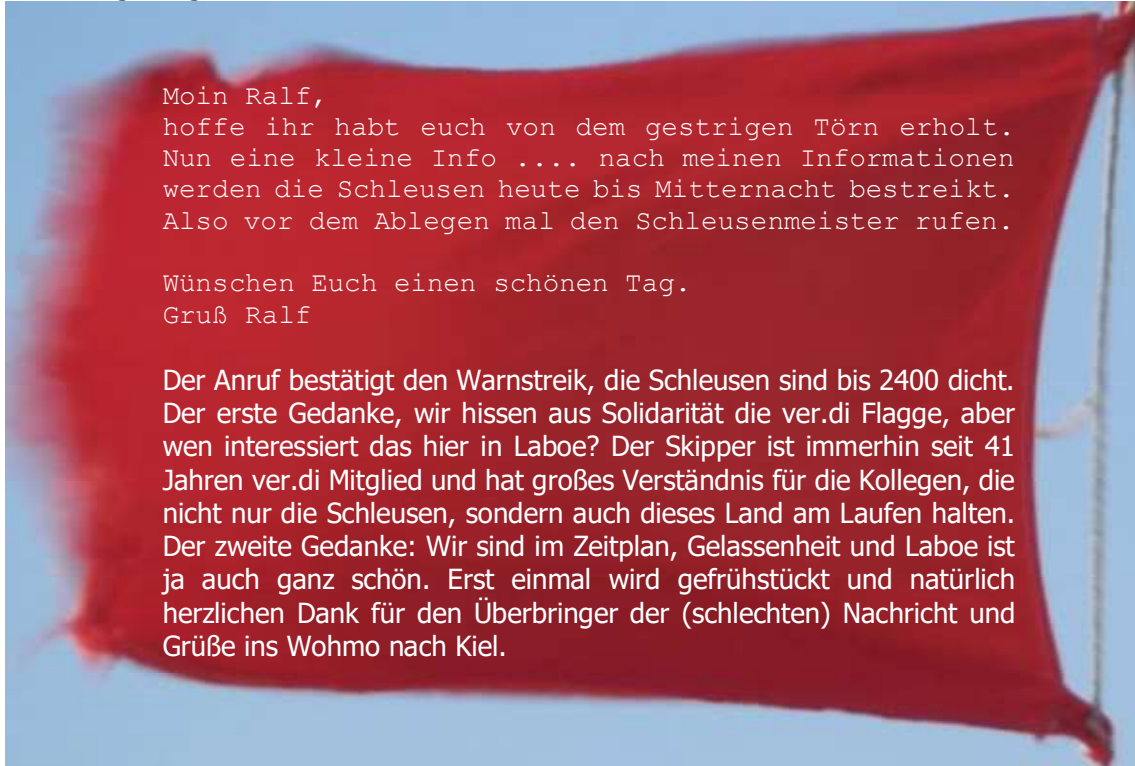 Moin Ralf,
hoffe ihr habt euch von dem gestrigen Törn erholt.
Nun eine kleine Info .... nach meinen Informationen
werden die Schleusen heute bis Mitternacht bestreikt.
Also vor dem Ablegen mal den Schleusenmeister rufen.
Wünschen Euch einen schönen Tag.
Gruß Ralf
Der Anruf bestätigt den Warnstreik, die Schleusen sind bis 2400 dicht.
Der erste Gedanke, wir hissen aus Solidarität die ver.di Flagge, aber
wen interessiert das hier in Laboe? Der Skipper ist immerhin seit 41
Jahren ver.di Mitglied und hat großes Verständnis für die Kollegen, die
nicht nur die Schleusen, sondern auch dieses Land am Laufen halten.
Der zweite Gedanke: Wir sind im Zeitplan, Gelassenheit und Laboe ist
ja auch ganz schön. Erst einmal wird gefrühstückt und natürlich
herzlichen Dank für den Überbringer der (schlechten) Nachricht und
Grüße ins Wohmo nach Kiel.